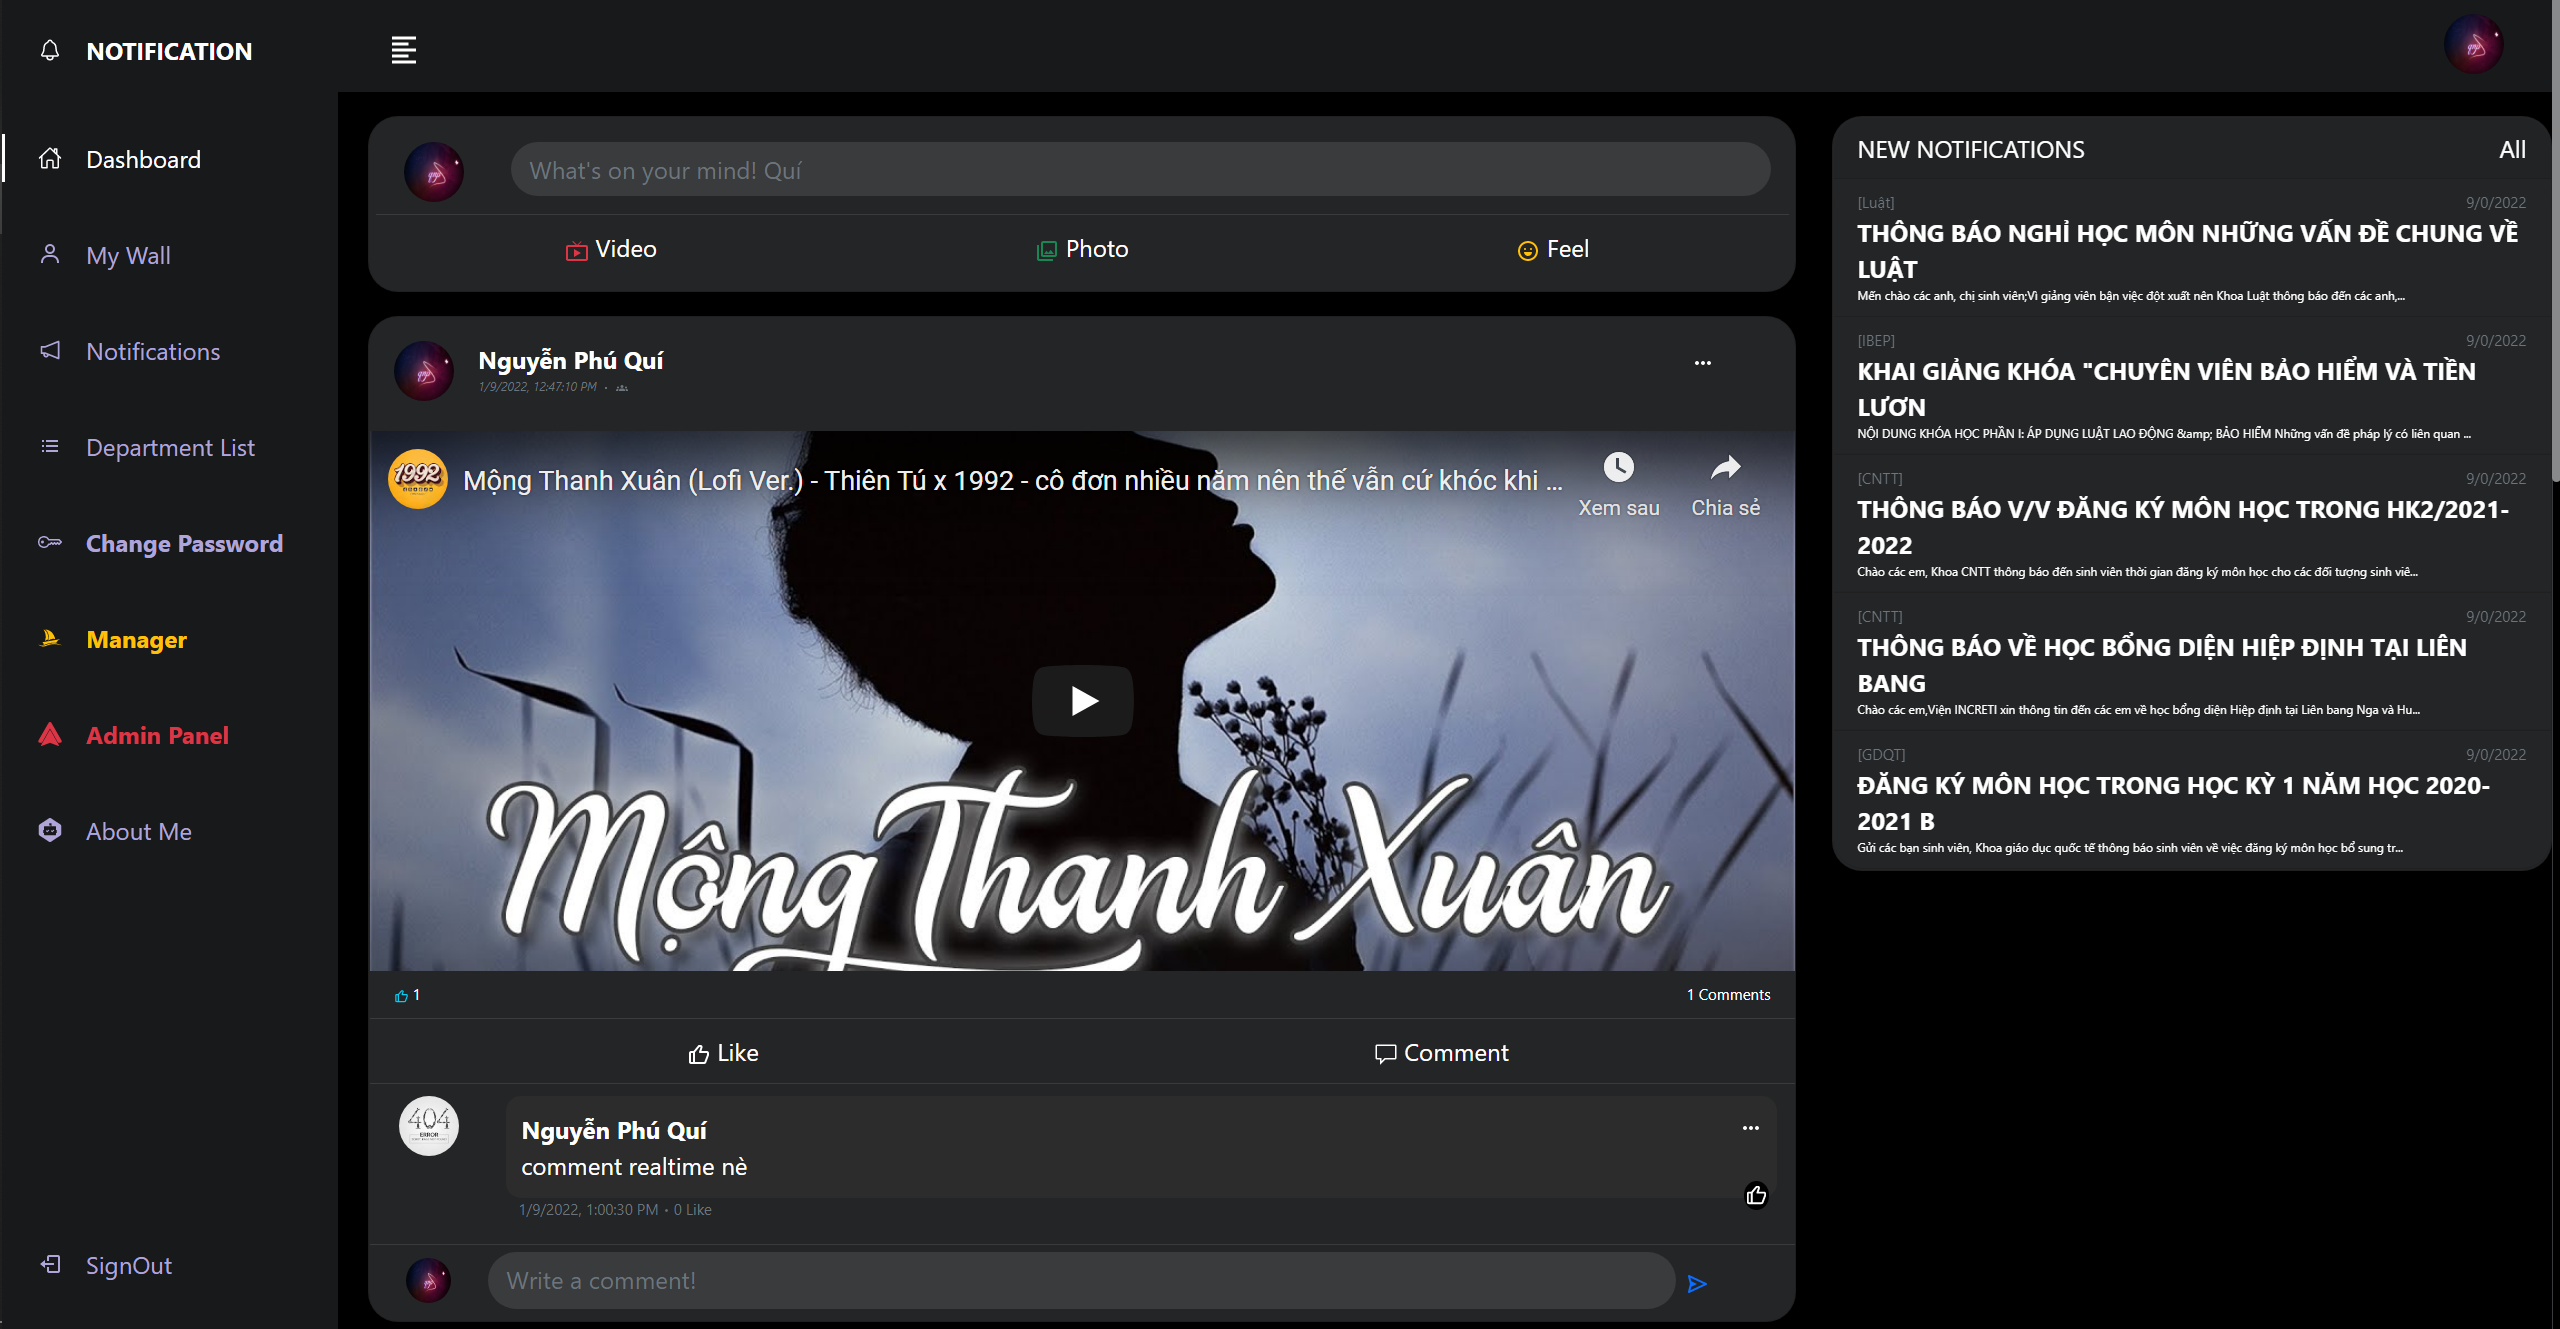 NOTIFICATION
Dashboard
My Wall
Notifications
Department List
Change Password
Manager
Admin Panel
About Me
SignOut
What's on your mind! Quí
Video
Photo
Feel
Nguyễn Phú Quí
1/9/2022, 12:47:10 PM •
1992
Mộng Thanh Xuân (Lofi Ver.) - Thiên Tú x 1992 - cô đơn nhiều năm nên thế vẫn cứ khóc khi ...
Xem sau
Chia sẻ
Mộng Thanh Xuân
1
1 Comments
Like
Comment
404
ERROR
Nguyễn Phú Quí
comment realtime nè
1/9/2022, 1:00:30 PM • 0 Like
Write a comment!
NEW NOTIFICATIONS
All
[Luật]
9/0/2022
THÔNG BÁO NGHỈ HỌC MÔN NHỮNG VẤN ĐỀ CHUNG VỀ
LUẬT
Mến chào các anh, chị sinh viên;Vì giảng viên bận việc đột xuất nên Khoa Luật thông báo đến các anh,...
[IBEP]
9/0/2022
KHAI GIẢNG KHÓA "CHUYÊN VIÊN BẢO HIỂM VÀ TIỀN
LƯƠN
NỘI DUNG KHÓA HỌC PHẦN I: ÁP DỤNG LUẬT LAO ĐỘNG &amp; BẢO HIỂM Những vấn đề pháp lý có liên quan ...
[CNTT]
9/0/2022
THÔNG BÁO V/V ĐĂNG KÝ MÔN HỌC TRONG HK2/2021-
2022
Chào các em, Khoa CNTT thông báo đến sinh viên thời gian đăng ký môn học cho các đối tượng sinh viê...
[CNTT]
9/0/2022
THÔNG BÁO VỀ HỌC BỔNG DIỆN HIỆP ĐỊNH TẠI LIÊN
BANG
Chào các em,Viện INCRETI xin thông tin đến các em về học bổng diện Hiệp định tại Liên bang Nga và Hu...
[GDQT]
9/0/2022
ĐĂNG KÝ MÔN HỌC TRONG HỌC KỲ 1 NĂM HỌC 2020-
2021 B
Gửi các bạn sinh viên, Khoa giáo dục quốc tế thông báo sinh viên về việc đăng ký môn học bổ sung tr...